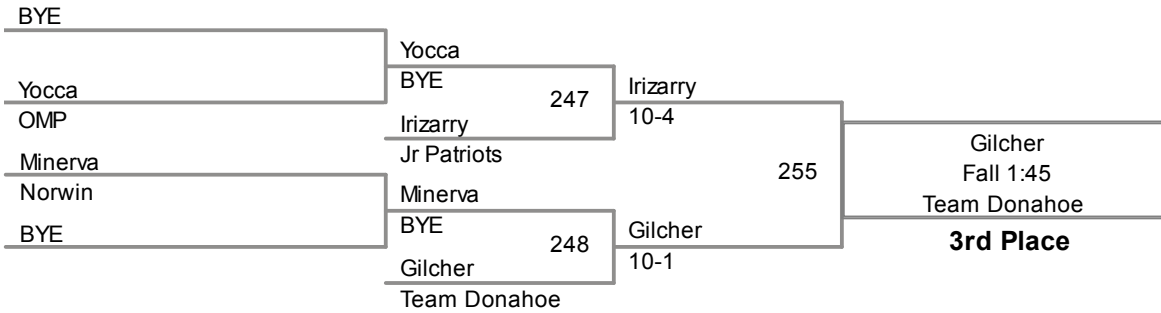 BYE
Yocca
OMP
Minerva
Norwin
BYE
Yocca
BYE
247
Irizarry
Jr Patriots
Minerva
BYE
248
Gilcher
Team Donahoe
Irizarry
10-4
255
Gilcher
10-1
Gilcher
Fall 1:45
Team Donahoe
3rd Place